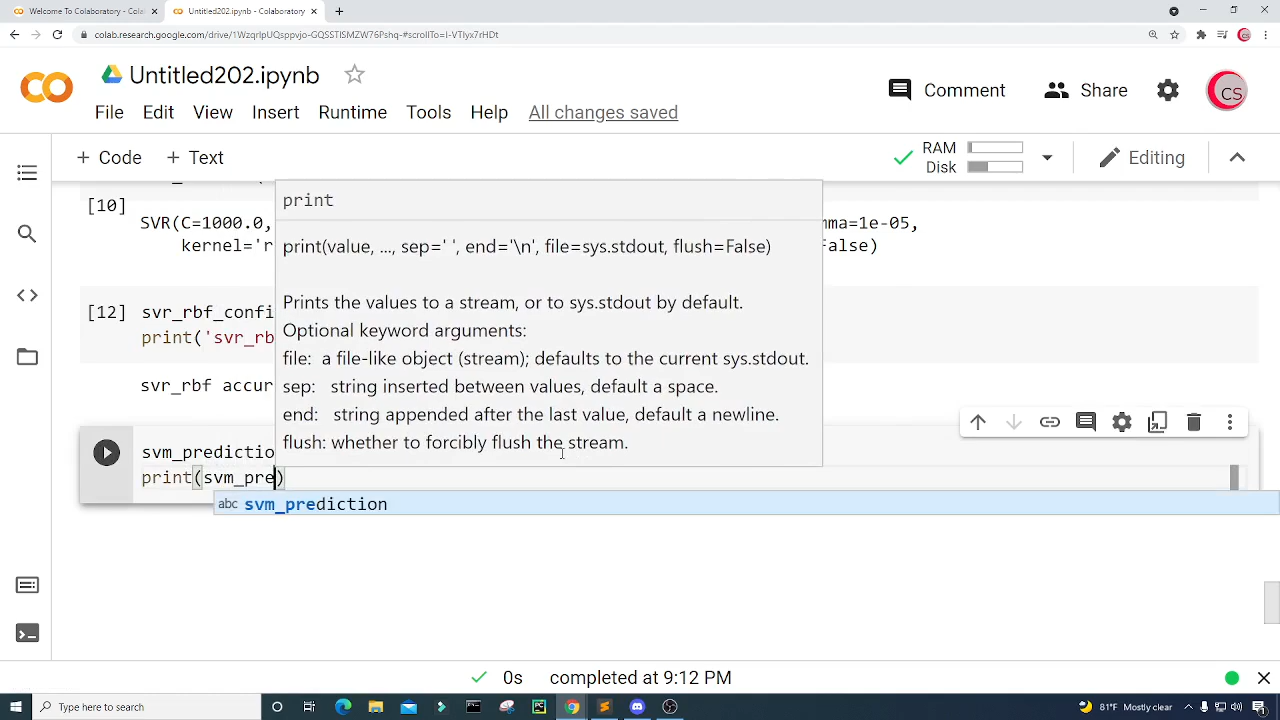 Welcome To Colaboratory - Colab
Untitled202.ipynb - Colaboratory
colab.research.google.com/drive/
Untitled202.ipynb
CS
Comment
Share
File Edit View Insert Runtime Tools Help All changes saved
+ Code + Text
RAM
Disk
Editing
print
[10]
SVR(C=1000.0,
mma=1e-05,
kernel='r
False)
print(value, ..., sep=' ', end='\n', file=sys.stdout, flush=False)
Prints the values to a stream, or to sys.stdout by default.
Optional keyword arguments:
file: a file-like object (stream); defaults to the current sys.stdout.
sep: string inserted between values, default a space.
end: string appended after the last value, default a newline.
flush: whether to forcibly flush the stream.
[12] svr_rbf_confi
print('svr_rb
svr_rbf accur
svm_predictio
print(svm_pre)
abc svm_prediction
0s completed at 9:12 PM
Type here to search
81°F Mostly clear
9:12 PM